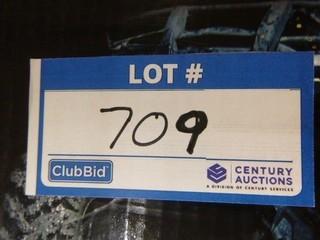 LOT #
709
ClubBid
CENTURY
AUCTIONS
A DIVISION OF CENTURY SERVICES